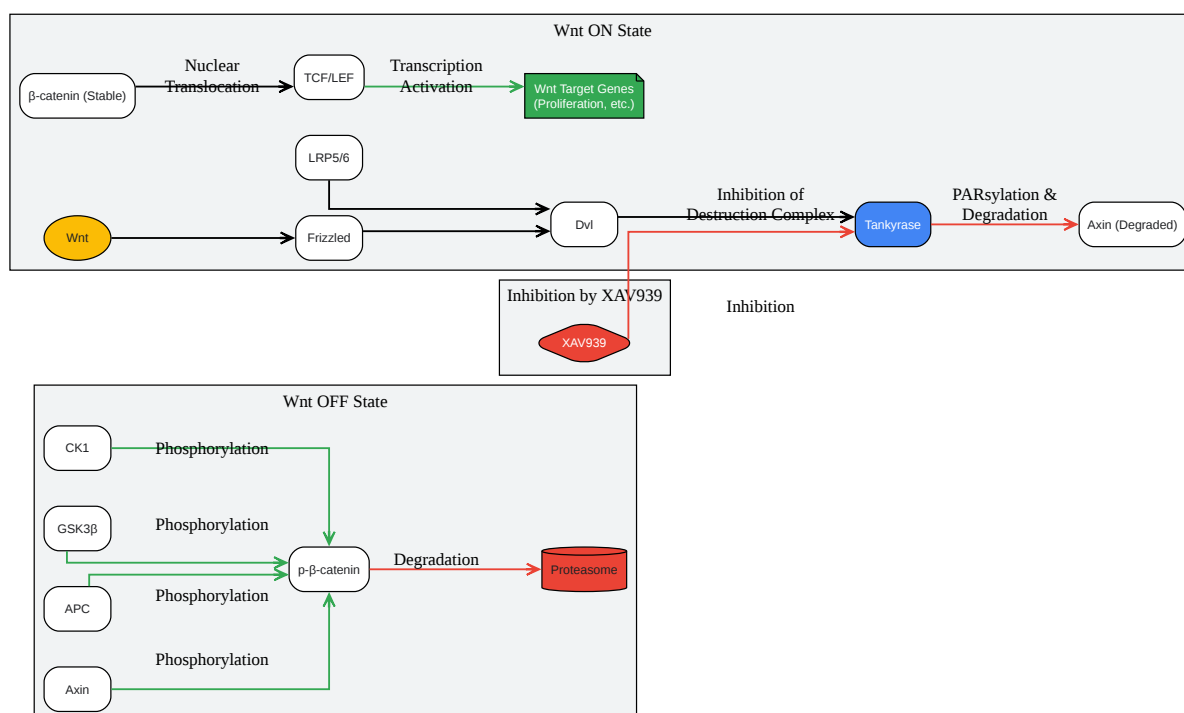 Wnt ON State
Nuclear
Translocation
Transcription
Activation
β-catenin (Stable)
TCF/LEF
Wnt Target Genes
(Proliferation, etc.)
LRP5/6
Inhibition of
Destruction Complex
PARsylation &
Degradation
Wnt
Frizzled
Dvl
Tankyrase
Axin (Degraded)
Inhibition by XAV939
Inhibition
XAV939
Wnt OFF State
CK1
Phosphorylation
GSK3β
Phosphorylation
p-β-catenin
Degradation
Proteasome
APC
Phosphorylation
Phosphorylation
Axin